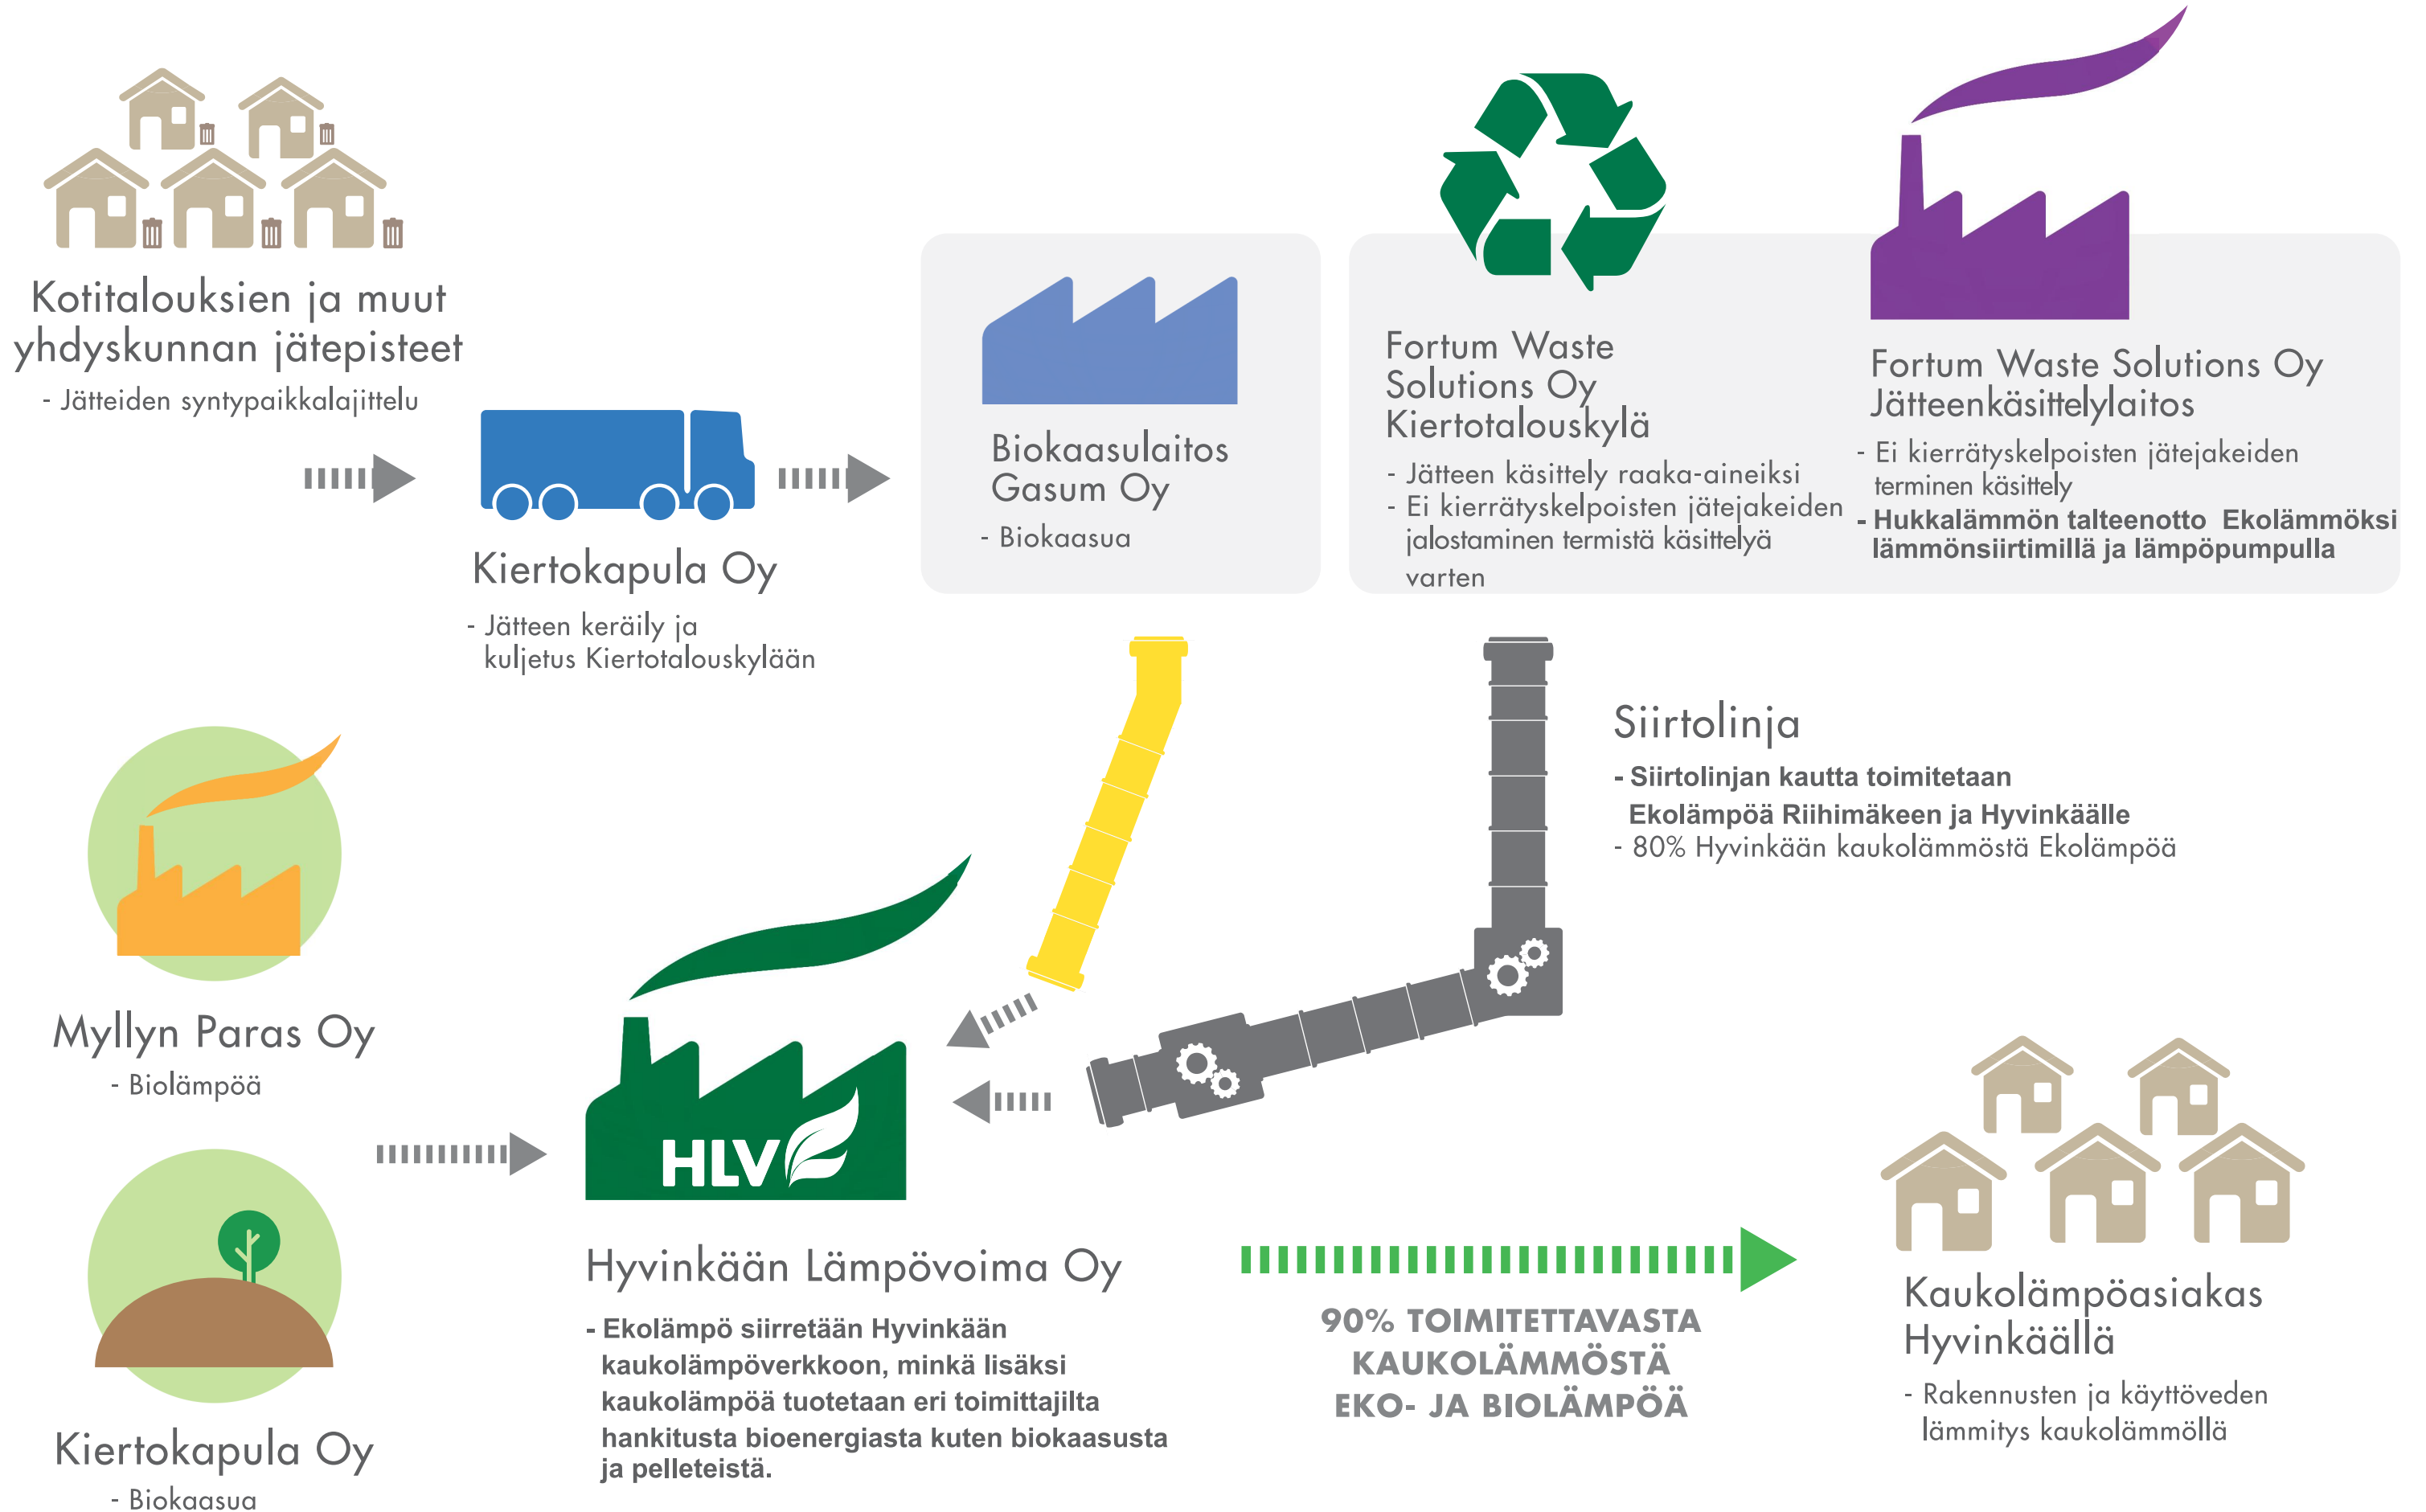 Kotitalouksien ja muut
yhdyskunnan jätepisteet
- Jätteiden syntypaikkalajittelu
Kiertokapula Oy
- Jätteen keräily ja
kuljetus Kiertotalouskylään
Biokaasulaitos
Gasum Oy
- Biokaasua
Fortum Waste
Solutions Oy
Kiertotalouskylä
- Jätteen käsittely raaka-aineiksi
- Ei kierrätyskelpoisten jätejakeiden
jalostaminen termistä käsittelyä
varten
Fortum Waste Solutions Oy
Jätteenkäsittelylaitos
- Ei kierrätyskelpoisten jätejakeiden
terminen käsittely
- Hukkalämmön talteenotto Ekolämmöksi
lämmönsiirtimillä ja lämpöpumpulla
Siirtolinja
- Siirtolinjan kautta toimitetaan
Ekolämpöä Riihimäkeen ja Hyvinkäälle
- 80% Hyvinkään kaukolämmöstä Ekolämpöä
Myllyn Paras Oy
- Biolämpöä
Kiertokapula Oy
- Biokaasua
HLV
Hyvinkään Lämpövoima Oy
- Ekolämpö siirretään Hyvinkään
kaukolämpöverkkoon, minkä lisäksi
kaukolämpöä tuotetaan eri toimittajilta
hankitusta bioenergiasta kuten biokaasusta
ja pelleteistä.
90% TOIMITETTAVASTA
KAUKOLÄMMÖSTÄ
EKO- JA BIOLÄMPÖÄ
Kaukolämpöasiakas
Hyvinkäällä
- Rakennusten ja käyttöveden
lämmitys kaukolämmöllä